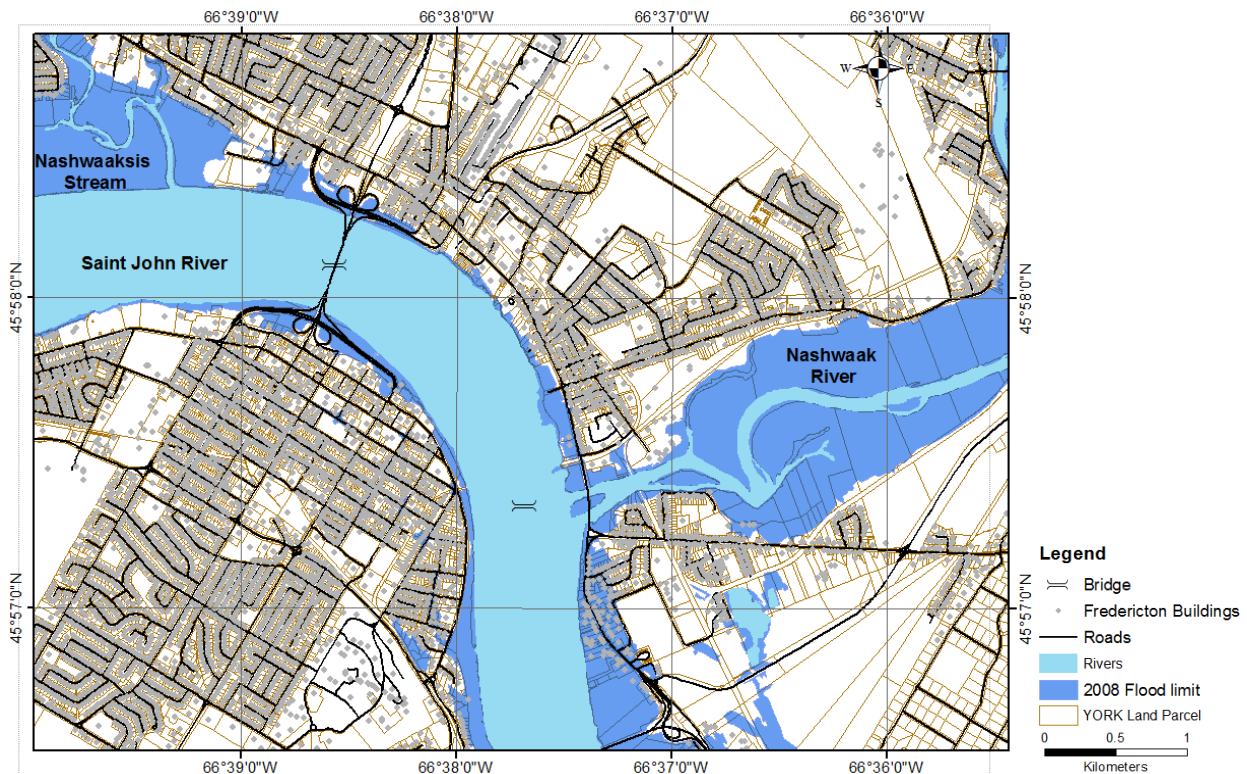 66°39'0"W 66°38'0"W 66°37'0"W 66°36'0"W
N
W E
S
Nashwaaksis
Stream
Saint John River
45°58'0"N 45°58'0"N
Nashwaak
River
45°57'0"N 45°57'0"N
66°39'0"W 66°38'0"W 66°37'0"W 66°36'0"W
Legend
Bridge
Fredericton Buildings
Roads
Rivers
2008 Flood limit
YORK Land Parcel
0 0.5 1
Kilometers